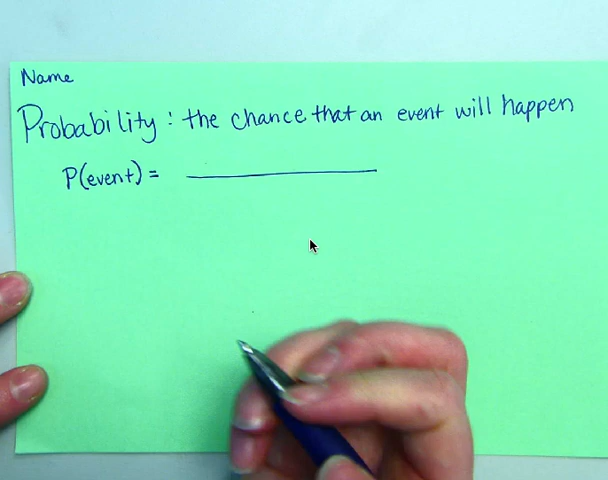 Name
Probability: the chance that an event will happen
P(event) =